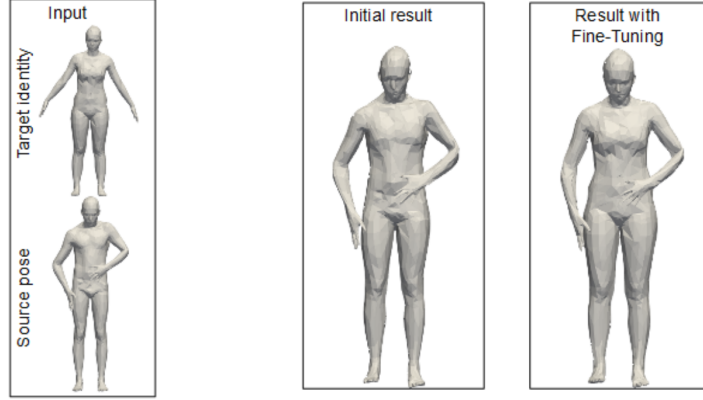 Input
Target identity
Source pose
Initial result
Result with
Fine-Tuning